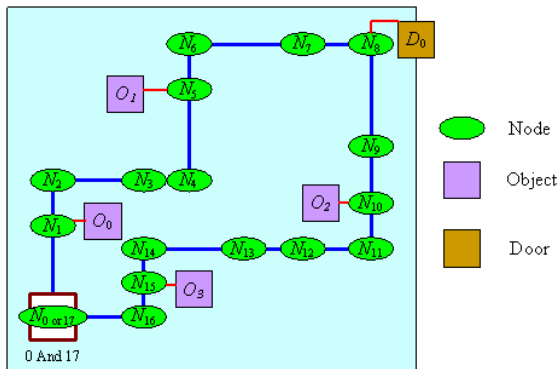 N6 N7 N8 D0
O1 N5
Node
N9
N2 N3 N4 Object
O2 N10
N1 O0
N14 N13 N12 N11 Door
N15 O3
N0 or 17 N16
0 And 17